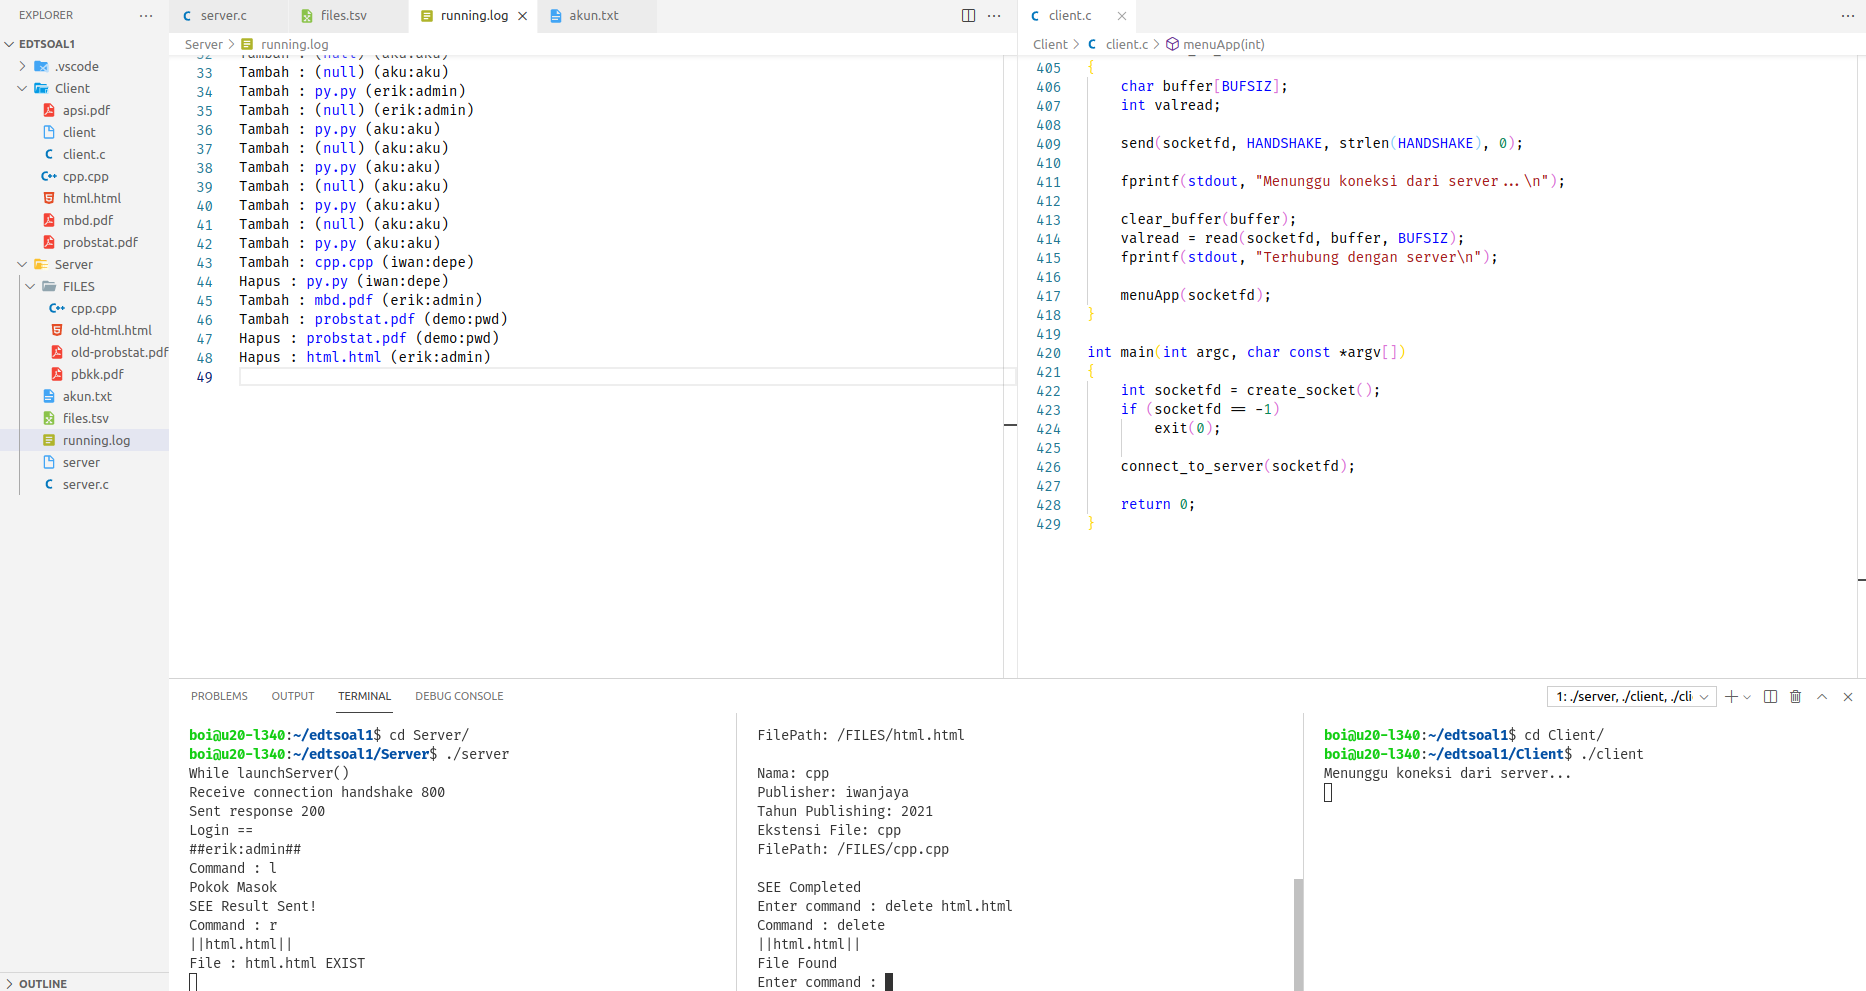 EXPLORER
EDTSOAL1
.vscode
Client
apsi.pdf
client
client.c
cpp.cpp
html.html
mbd.pdf
probstat.pdf
Server
FILES
cpp.cpp
old-html.html
old-probstat.pdf
pbkk.pdf
akun.txt
files.tsv
running.log
server
server.c
OUTLINE
server.c
files.tsv
running.log
akun.txt
Server > running.log
32 Tambah : (null) (aku:aku)
33 Tambah : (null) (aku:aku)
34 Tambah : py.py (erik:admin)
35 Tambah : (null) (erik:admin)
36 Tambah : py.py (aku:aku)
37 Tambah : (null) (aku:aku)
38 Tambah : py.py (aku:aku)
39 Tambah : (null) (aku:aku)
40 Tambah : py.py (aku:aku)
41 Tambah : (null) (aku:aku)
42 Tambah : py.py (aku:aku)
43 Tambah : cpp.cpp (iwan:depe)
44 Hapus : py.py (iwan:depe)
45 Tambah : mbd.pdf (erik:admin)
46 Tambah : probstat.pdf (demo:pwd)
47 Hapus : probstat.pdf (demo:pwd)
48 Hapus : html.html (erik:admin)
49
client.c
Client > client.c > menuApp(int)
405 {
406 char buffer[BUFSIZ];
407 int valread;
408
409 send(socketfd, HANDSHAKE, strlen(HANDSHAKE), 0);
410
411 fprintf(stdout, "Menunggu koneksi dari server...\n");
412
413 clear_buffer(buffer);
414 valread = read(socketfd, buffer, BUFSIZ);
415 fprintf(stdout, "Terhubung dengan server\n");
416
417 menuApp(socketfd);
418 }
419
420 int main(int argc, char const *argv[])
421 {
422 int socketfd = create_socket();
423 if (socketfd == -1)
424 exit(0);
425
426 connect_to_server(socketfd);
427
428 return 0;
429 }
PROBLEMS OUTPUT TERMINAL DEBUG CONSOLE
1: ./server, ./client, ./cli
boi@u20-l340:~/edtsoal1$ cd Server/
boi@u20-l340:~/edtsoal1/Server$ ./server
While launchServer()
Receive connection handshake 800
Sent response 200
Login ==
##erik:admin##
Command : l
Pokok Masok
SEE Result Sent!
Command : r
||html.html||
File : html.html EXIST
FilePath: /FILES/html.html
Nama: cpp
Publisher: iwanjaya
Tahun Publishing: 2021
Ekstensi File: cpp
FilePath: /FILES/cpp.cpp
SEE Completed
Enter command : delete html.html
Command : delete
||html.html||
File Found
Enter command :
boi@u20-l340:~/edtsoal1$ cd Client/
boi@u20-l340:~/edtsoal1/Client$ ./client
Menunggu koneksi dari server...